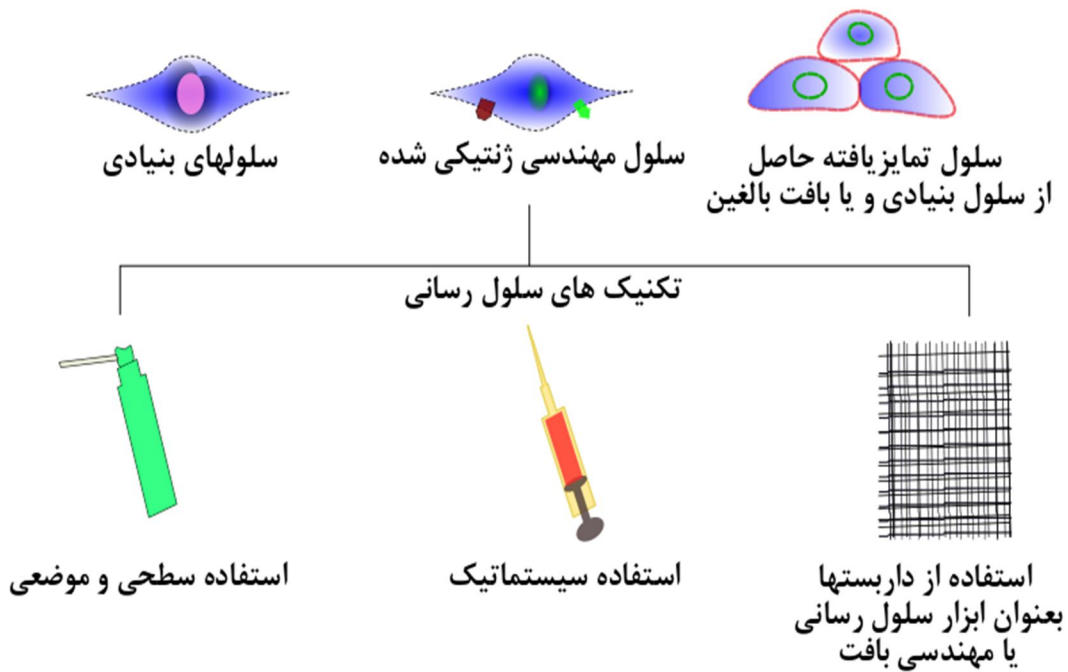 سلول تمایزیافته حاصل
از سلول بنیادی و یا بافت بالغین
سلول مهندسی ژنتیکی شده
سلولهای بنیادی
تکنیک های سلول رسانی
استفاده از داربستها
بعنوان ابزار سلول رسانی
یا مهندسی بافت
استفاده سیستماتیک
استفاده سطحی و موضعی